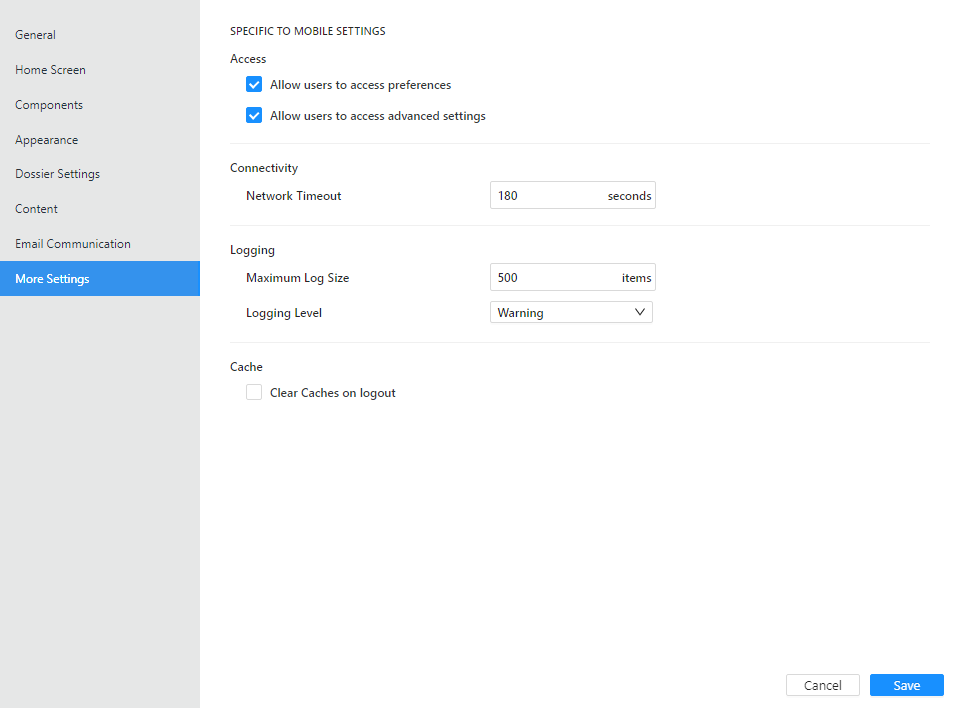 General
Home Screen
Components
Appearance
Dossier Settings
Content
Email Communication
More Settings
SPECIFIC TO MOBILE SETTINGS
Access
Allow users to access preferences
Allow users to access advanced settings
Connectivity
Network Timeout 180 seconds
Logging
Maximum Log Size 500 items
Logging Level Warning
Cache
Clear Caches on logout
Cancel Save